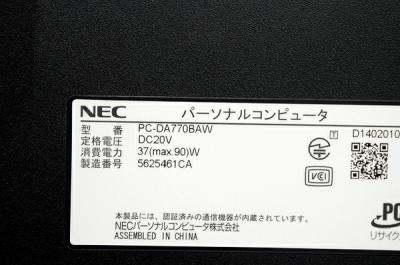 NEC パーソナルコンピュータ
型 番 PC-DA770BAW
定格電圧 DC20V
消費電力 37(max.90)W
製造番号 5625461CA
T
D1402010
VCCI
本製品には、認証済みの通信機器が内蔵されております。
NECパーソナルコンピュータ株式会社
ASSEMBLED IN CHINA
PC
リサイク